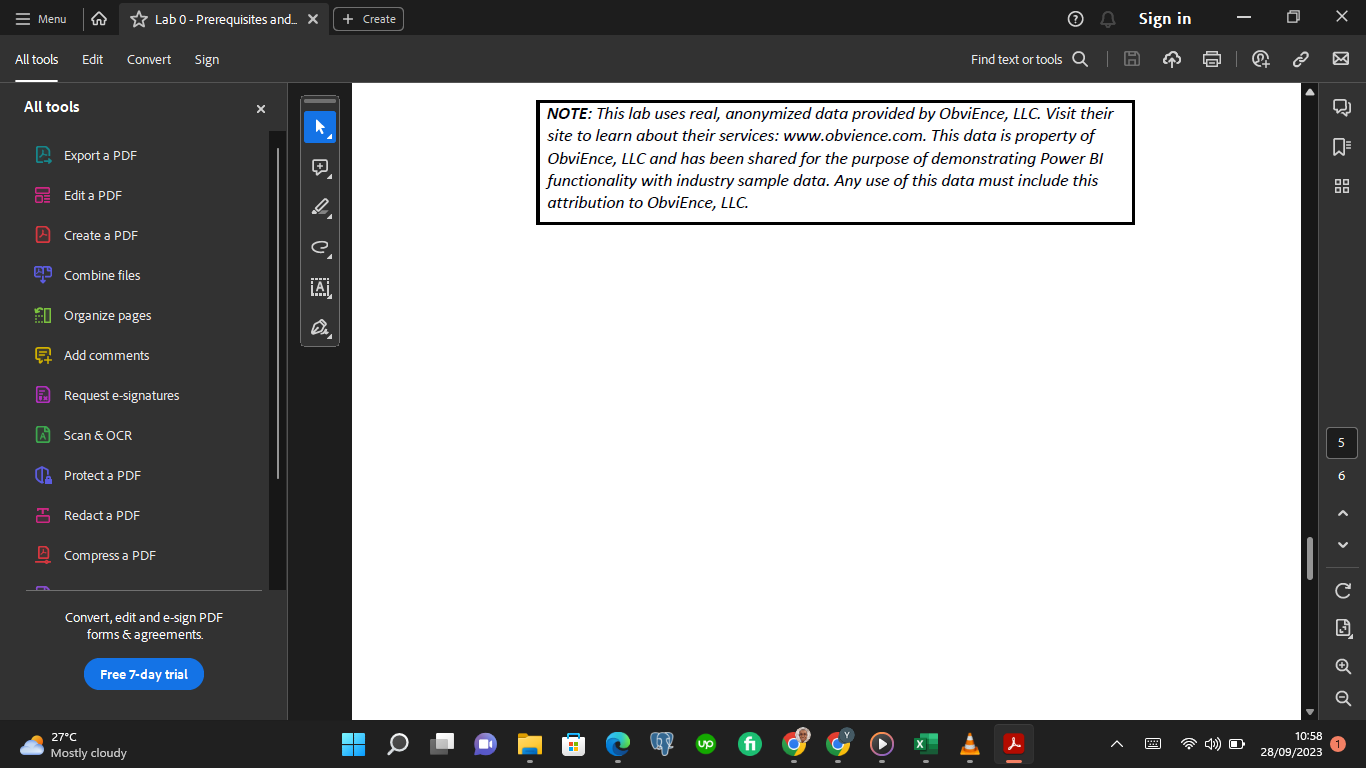 Menu
Lab 0 - Prerequisites and...
Create
Sign in
All tools
Edit
Convert
Sign
Find text or tools
All tools
Export a PDF
Edit a PDF
Create a PDF
Combine files
Organize pages
Add comments
Request e-signatures
Scan & OCR
Protect a PDF
Redact a PDF
Compress a PDF
Convert, edit and e-sign PDF
forms & agreements.
Free 7-day trial
NOTE: This lab uses real, anonymized data provided by ObviEnce, LLC. Visit their
site to learn about their services: www.obvience.com. This data is property of
ObviEnce, LLC and has been shared for the purpose of demonstrating Power BI
functionality with industry sample data. Any use of this data must include this
attribution to ObviEnce, LLC.
5
6
27°C
Mostly cloudy
up
fi
Y
10:58
28/09/2023
1